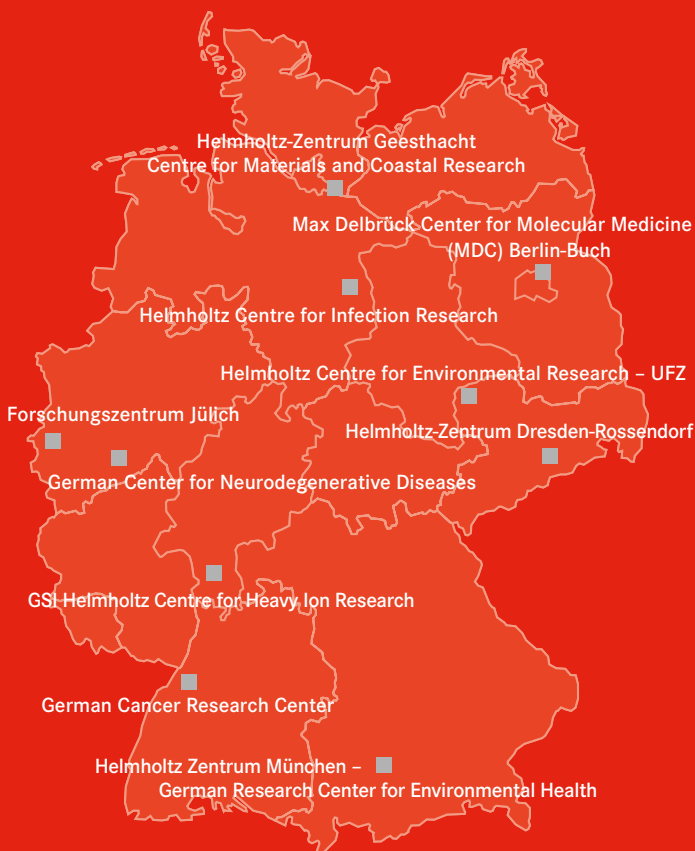 Helmholtz-Zentrum Geesthacht
Centre for Materials and Coastal Research
Max Delbrück Center for Molecular Medicine
(MDC) Berlin-Buch
Helmholtz Centre for Infection Research
Helmholtz Centre for Environmental Research – UFZ
Forschungszentrum Jülich
Helmholtz-Zentrum Dresden-Rossendorf
German Center for Neurodegenerative Diseases
GSI Helmholtz Centre for Heavy Ion Research
German Cancer Research Center
Helmholtz Zentrum München –
German Research Center for Environmental Health